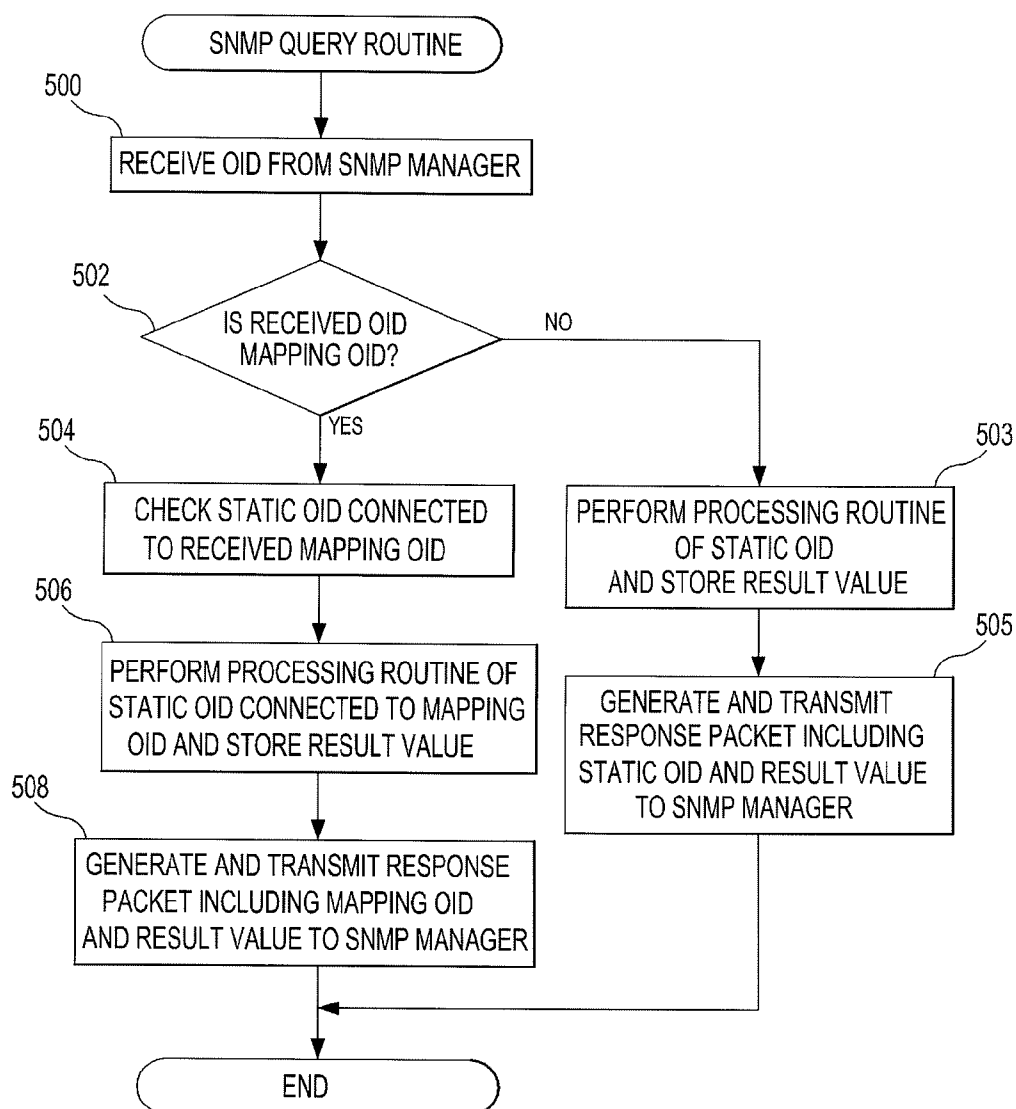 SNMP QUERY ROUTINE
500
RECEIVE OID FROM SNMP MANAGER
502
IS RECEIVED OID
MAPPING OID?
NO
YES
504
CHECK STATIC OID CONNECTED
TO RECEIVED MAPPING OID
503
PERFORM PROCESSING ROUTINE
OF STATIC OID
AND STORE RESULT VALUE
506
PERFORM PROCESSING ROUTINE OF
STATIC OID CONNECTED TO MAPPING
OID AND STORE RESULT VALUE
505
GENERATE AND TRANSMIT
RESPONSE PACKET INCLUDING
STATIC OID AND RESULT VALUE
TO SNMP MANAGER
508
GENERATE AND TRANSMIT RESPONSE
PACKET INCLUDING MAPPING OID
AND RESULT VALUE TO SNMP MANAGER
END